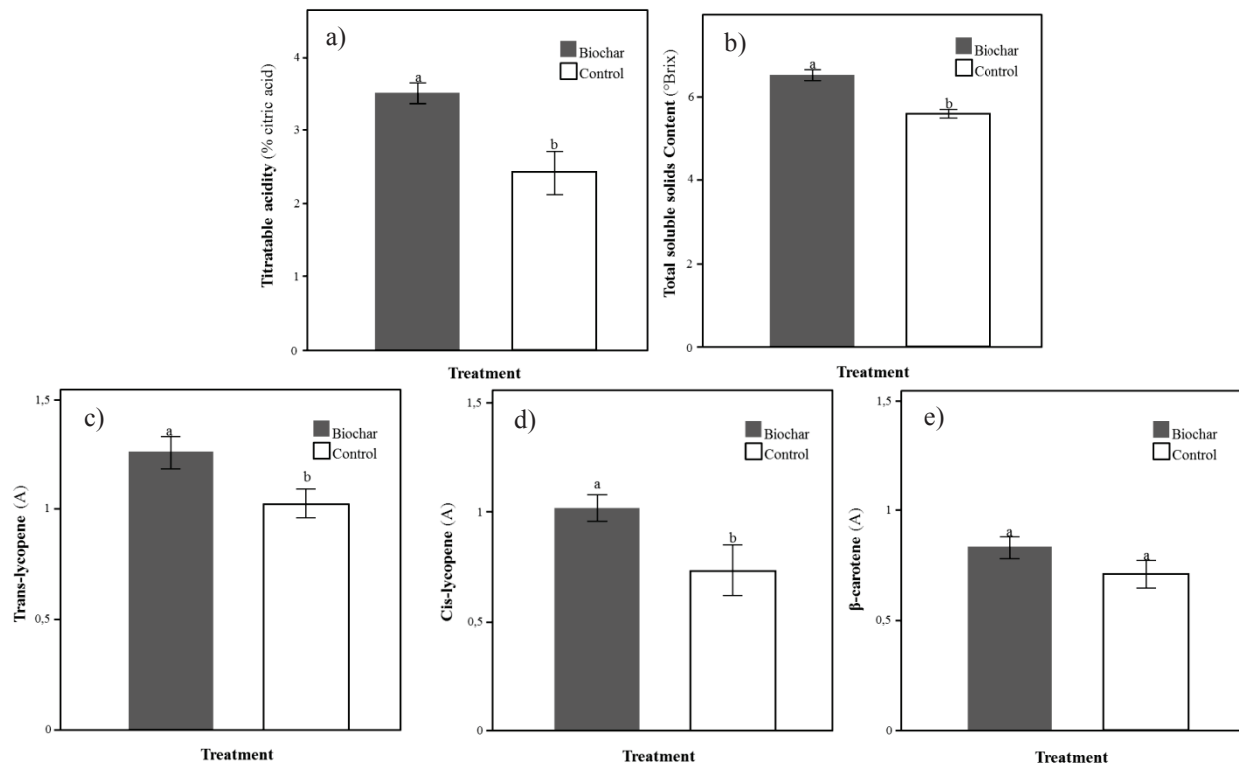 a)
Biochar
Control
Titratable acidity (% citric acid)
4
3
2
1
0
a
b
Treatment
b)
Biochar
Control
Total soluble solids Content (°Brix)
6
4
2
0
a
b
Treatment
c)
Biochar
Control
Trans-lycopene (A)
1,5
1
0,5
0
a
b
Treatment
d)
Biochar
Control
Cis-lycopene (A)
1,5
1
0,5
0
a
b
Treatment
e)
Biochar
Control
β-carotene (A)
1,5
1
0,5
0
a
a
Treatment